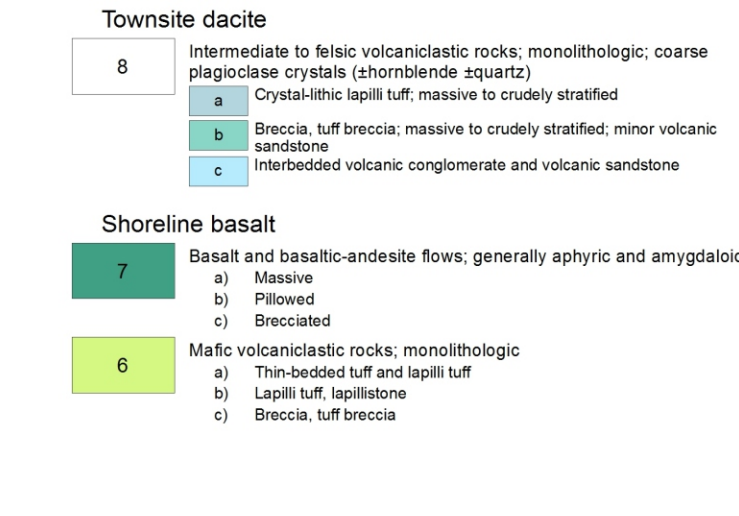 Townsite dacite
8
Intermediate to felsic volcaniclastic rocks; monolithologic; coarse
plagioclase crystals (±hornblende ±quartz)
a Crystal-lithic lapilli tuff; massive to crudely stratified
b Breccia, tuff breccia; massive to crudely stratified; minor volcanic
sandstone
c Interbedded volcanic conglomerate and volcanic sandstone
Shoreline basalt
7 Basalt and basaltic-andesite flows; generally aphyric and amygdaloid
a) Massive
b) Pillowed
c) Brecciated
6 Mafic volcaniclastic rocks; monolithologic
a) Thin-bedded tuff and lapilli tuff
b) Lapilli tuff, lapillistone
c) Breccia, tuff breccia